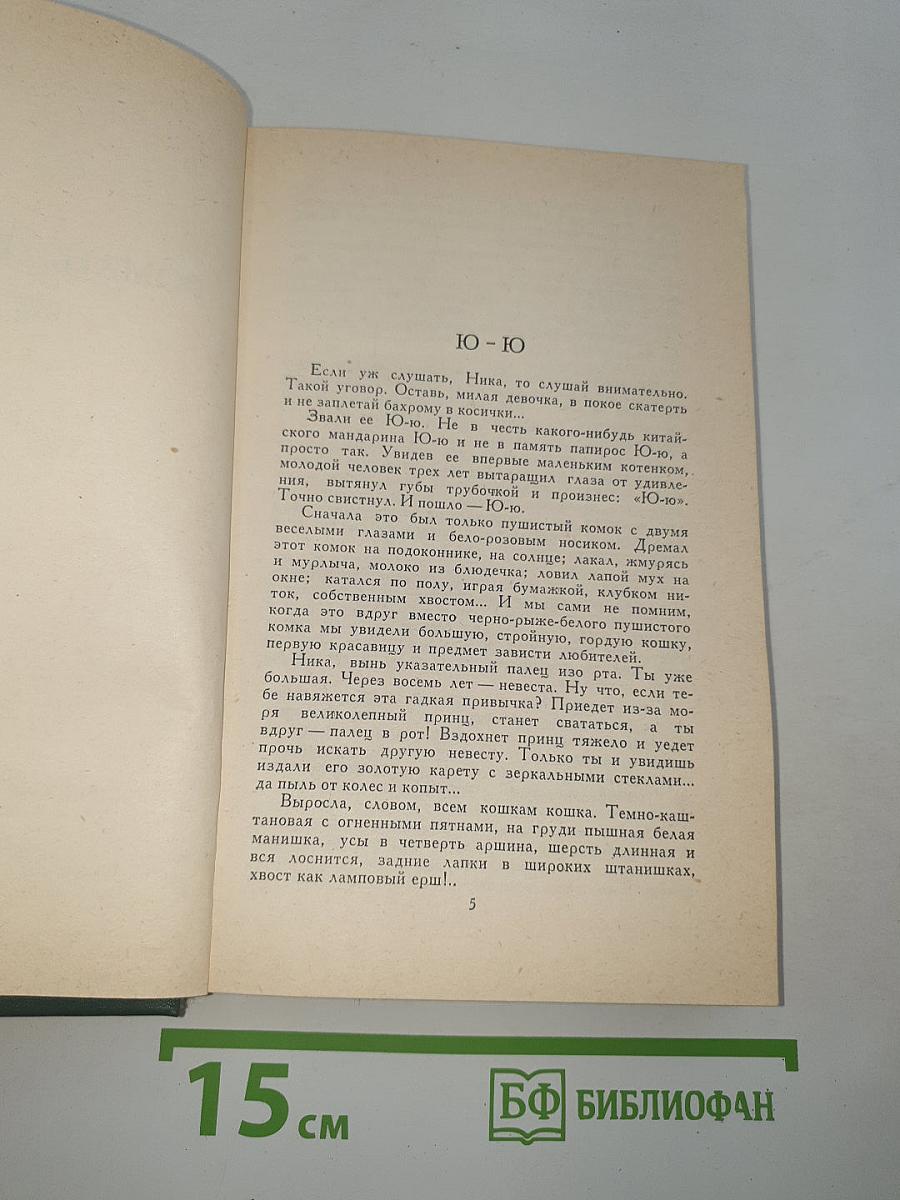 Ю – Ю
Если уж слушать, Ника, то слушай внимательно.
Такой уговор. Оставь, милая девочка, в покое скатерть
и не заплетай бахрому в косички...
Звали ее Ю-ю. Не в честь какого-нибудь китай-
ского мандарина Ю-ю и не в память папирос Ю-ю, а
просто так. Увидев ее впервые маленьким котенком,
молодой человек трех лет вытаращил глаза от удивле-
ния, вытянул губы трубочкой и произнес: «Ю-ю».
Точно свистнул. И пошло — Ю-ю.
Сначала это был только пушистый комок с двумя
веселыми глазами и бело-розовым носиком. Дремал
этот комок на подоконнике, на солнце; лакал, жмурясь
и мурлыча, молоко из блюдечка; ловил лапой мух на
окне; катался по полу, играя бумажкой, клубком ни-
ток, собственным хвостом... И мы сами не помним,
когда это вдруг вместо черно-рыже-белого пушистого
комка мы увидели большую, стройную, гордую кошку,
первую красавицу и предмет зависти любителей.
Ника, вынь указательный палец изо рта. Ты уже
большая. Через восемь лет — невеста. Ну что, если те-
бе навяжется эта гадкая привычка? Приедет из-за мо-
ря великолепный принц, станет свататься, а ты
вдруг — палец в рот! Вздохнет принц тяжело и уедет
прочь искать другую невесту. Только ты и увидишь
издали его золотую карету с зеркальными стеклами...
да пыль от колес и копыт...
Выросла, словом, всем кошкам кошка. Темно-каш-
тановая с огненными пятнами, на груди пышная белая
манишка, усы в четверть аршина, шерсть длинная и
вся лоснится, задние лапки в широких штанишках,
хвост как ламповый ерш!..
5
15 см
БФ БИБЛИОФАН